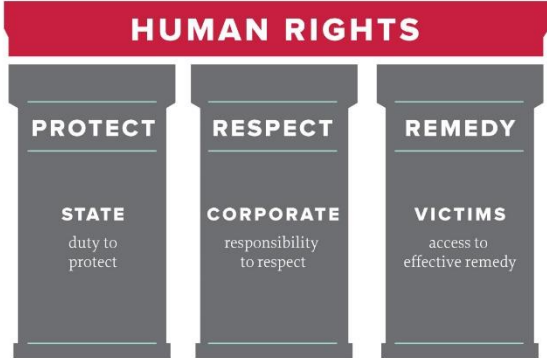 HUMAN RIGHTS
PROTECT
STATE
duty to
protect
RESPECT
CORPORATE
responsibility
to respect
REMEDY
VICTIMS
access to
effective remedy